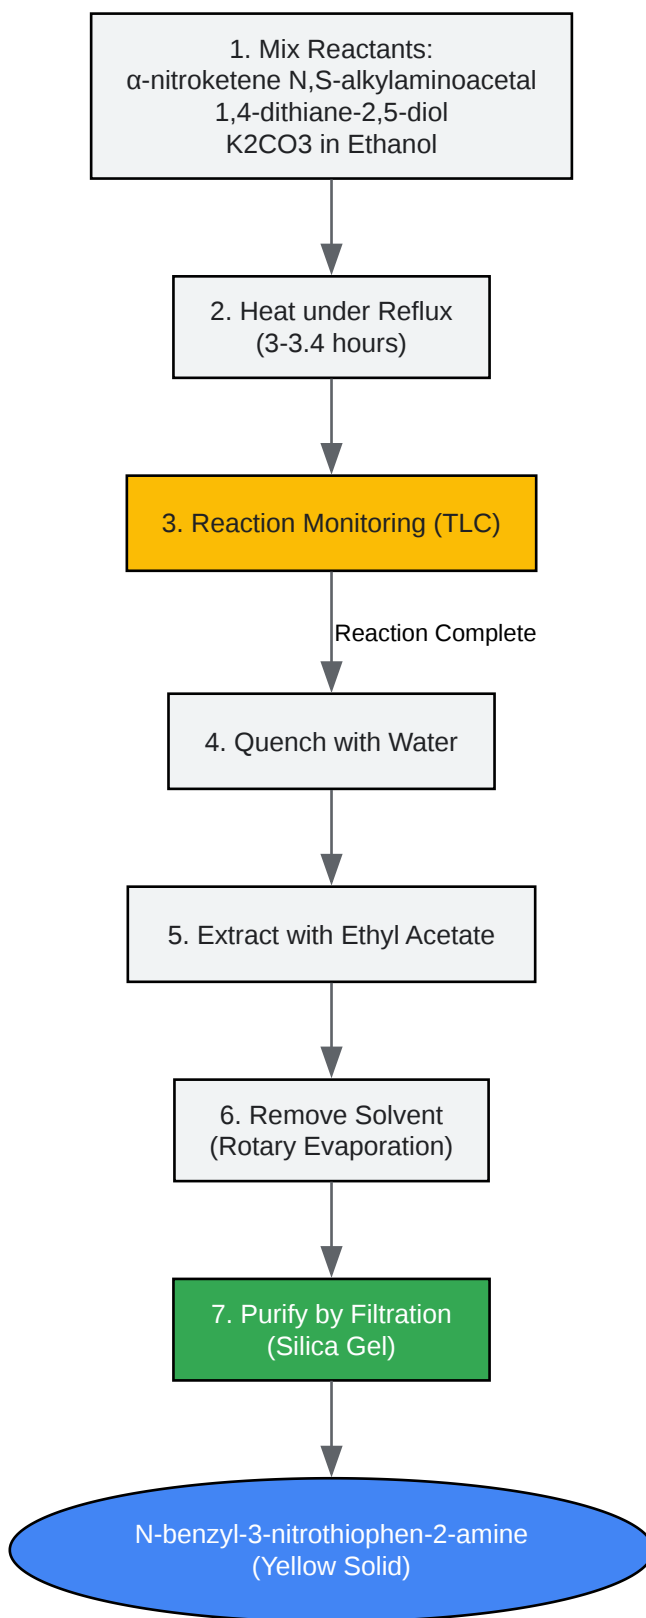 1. Mix Reactants:
α-nitroketene N,S-alkylaminoacetal
1,4-dithiane-2,5-diol
K2CO3 in Ethanol
2. Heat under Reflux
(3-3.4 hours)
3. Reaction Monitoring (TLC)
Reaction Complete
4. Quench with Water
5. Extract with Ethyl Acetate
6. Remove Solvent
(Rotary Evaporation)
7. Purify by Filtration
(Silica Gel)
N-benzyl-3-nitrothiophen-2-amine
(Yellow Solid)